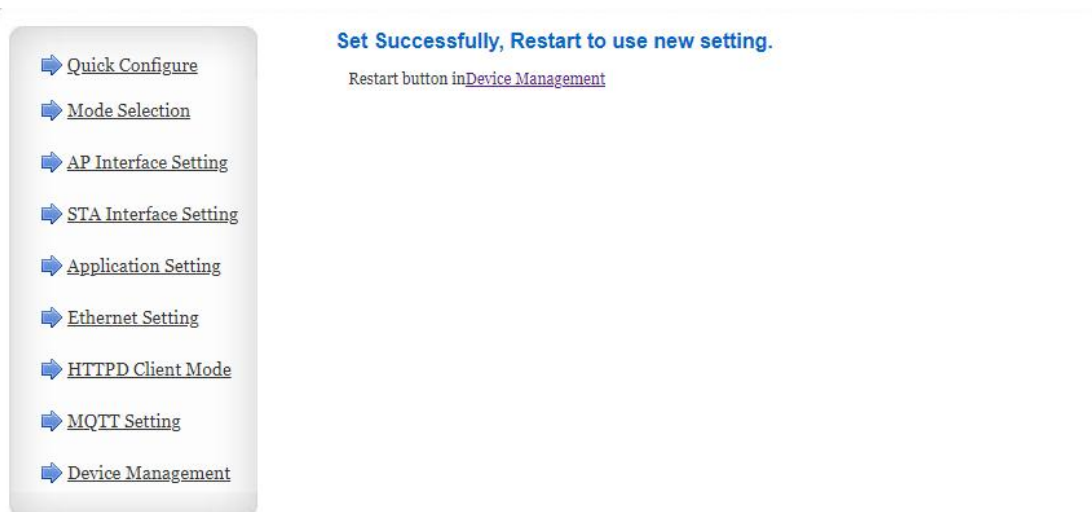 Quick Configure
Mode Selection
AP Interface Setting
STA Interface Setting
Application Setting
Ethernet Setting
HTTPD Client Mode
MQTT Setting
Device Management
Set Successfully, Restart to use new setting.
Restart button inDevice Management